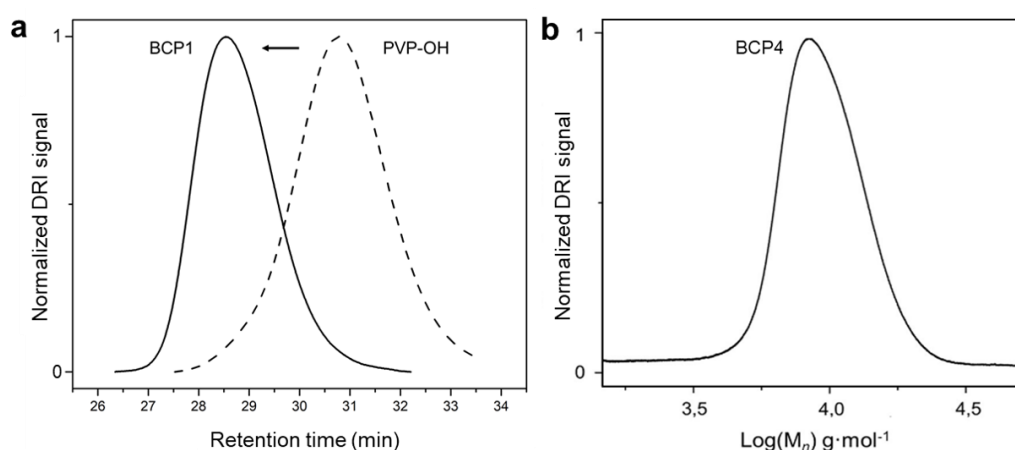 a
Normalized DRI signal
1
0
BCP1
PVP-OH
26 27 28 29 30 31 32 33 34
Retention time (min)
b
Normalized DRI signal
1
0
BCP4
3,5 4,0 4,5
Log(Mn) g·mol-1